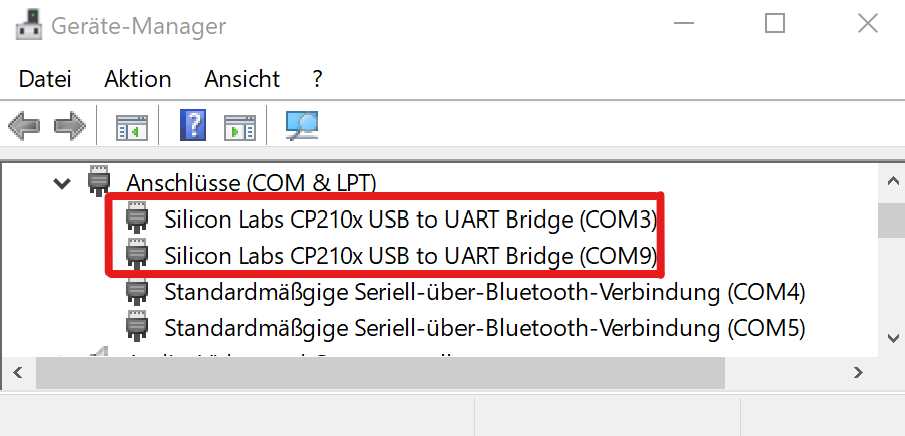 Geräte-Manager
Datei Aktion Ansicht ?
Anschlüsse (COM & LPT)
Silicon Labs CP210x USB to UART Bridge (COM3)
Silicon Labs CP210x USB to UART Bridge (COM9)
Standardmäßgige Seriell-über-Bluetooth-Verbindung (COM4)
Standardmäßgige Seriell-über-Bluetooth-Verbindung (COM5)